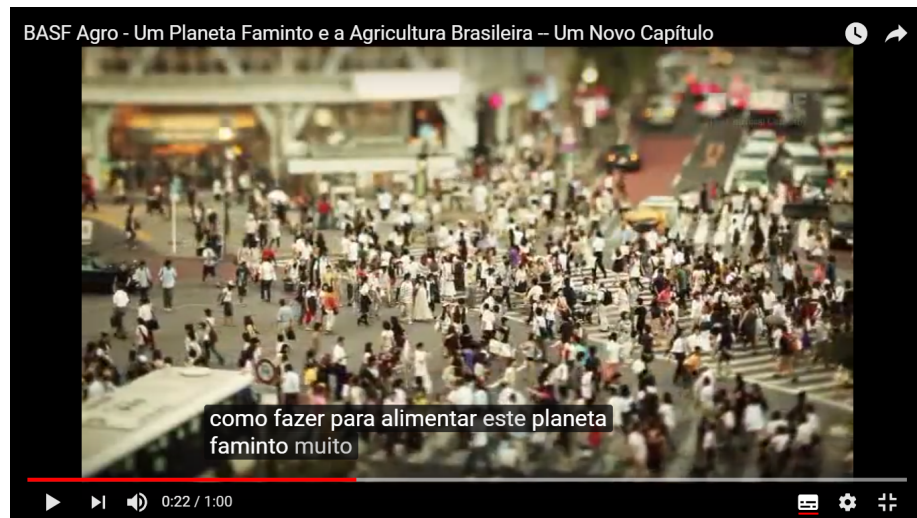 BASF Agro - Um Planeta Faminto e a Agricultura Brasileira -- Um Novo Capítulo
como fazer para alimentar este planeta
faminto muito
0:22 / 1:00